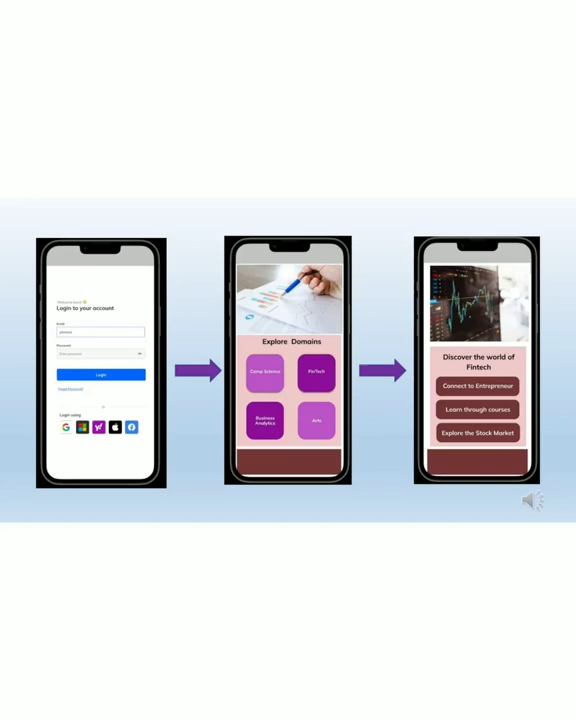 Welcome back
Login to your account
Email
Password
Enter password
Login
Forgot Password?
Or
Login using
Explore Domains
Comp Science
FinTech
Business
Analytics
Arts
Discover the world of
Fintech
Connect to Entrepreneur
Learn through courses
Explore the Stock Market